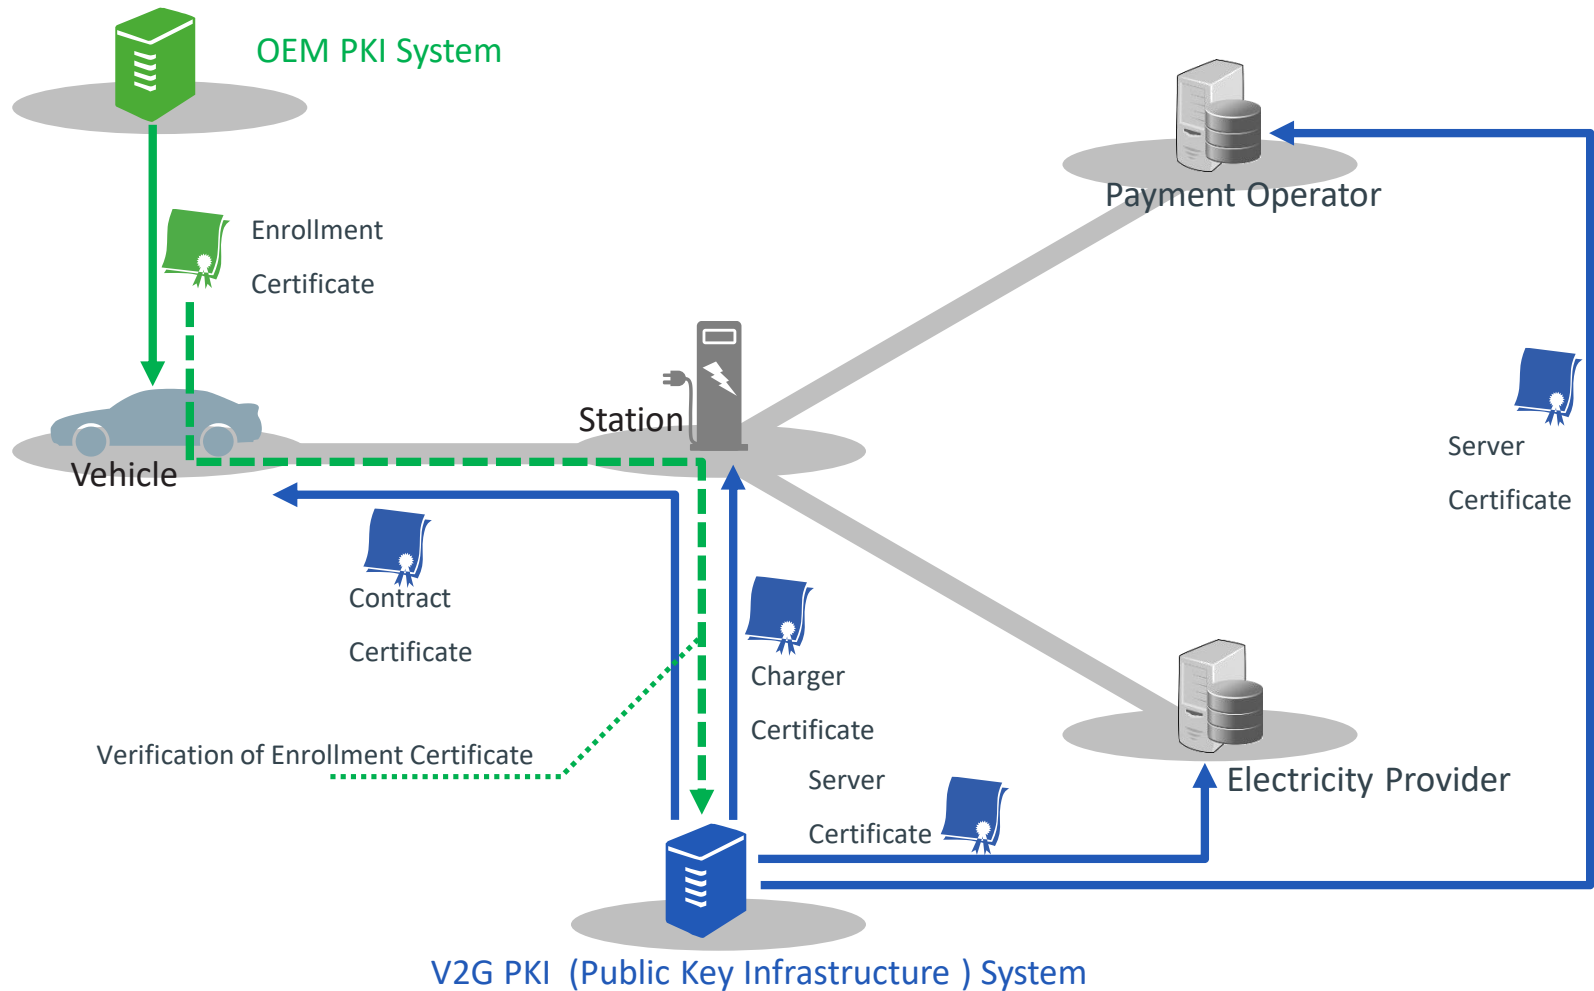 OEM PKI System
Enrollment
Certificate
Payment Operator
Station
Vehicle
Server
Certificate
Contract
Certificate
Charger
Certificate
Verification of Enrollment Certificate
Server
Certificate
Electricity Provider
V2G PKI (Public Key Infrastructure ) System